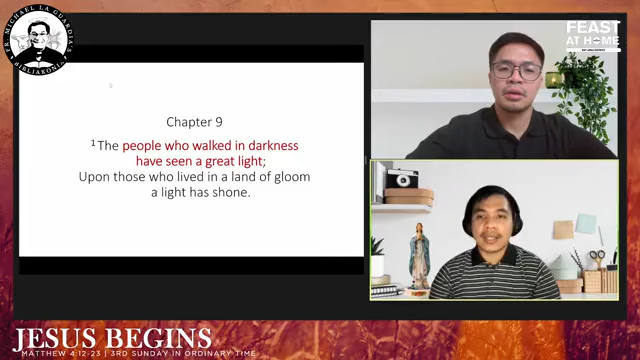 FR. MICHAEL LA GUARDIA'S
BIBLIAKONIA
FEAST
AT HOME
Chapter 9
1The people who walked in darkness
have seen a great light;
Upon those who lived in a land of gloom
a light has shone.
JESUS BEGINS
MATTHEW 4:12-23 | 3RD SUNDAY IN ORDINARY TIME